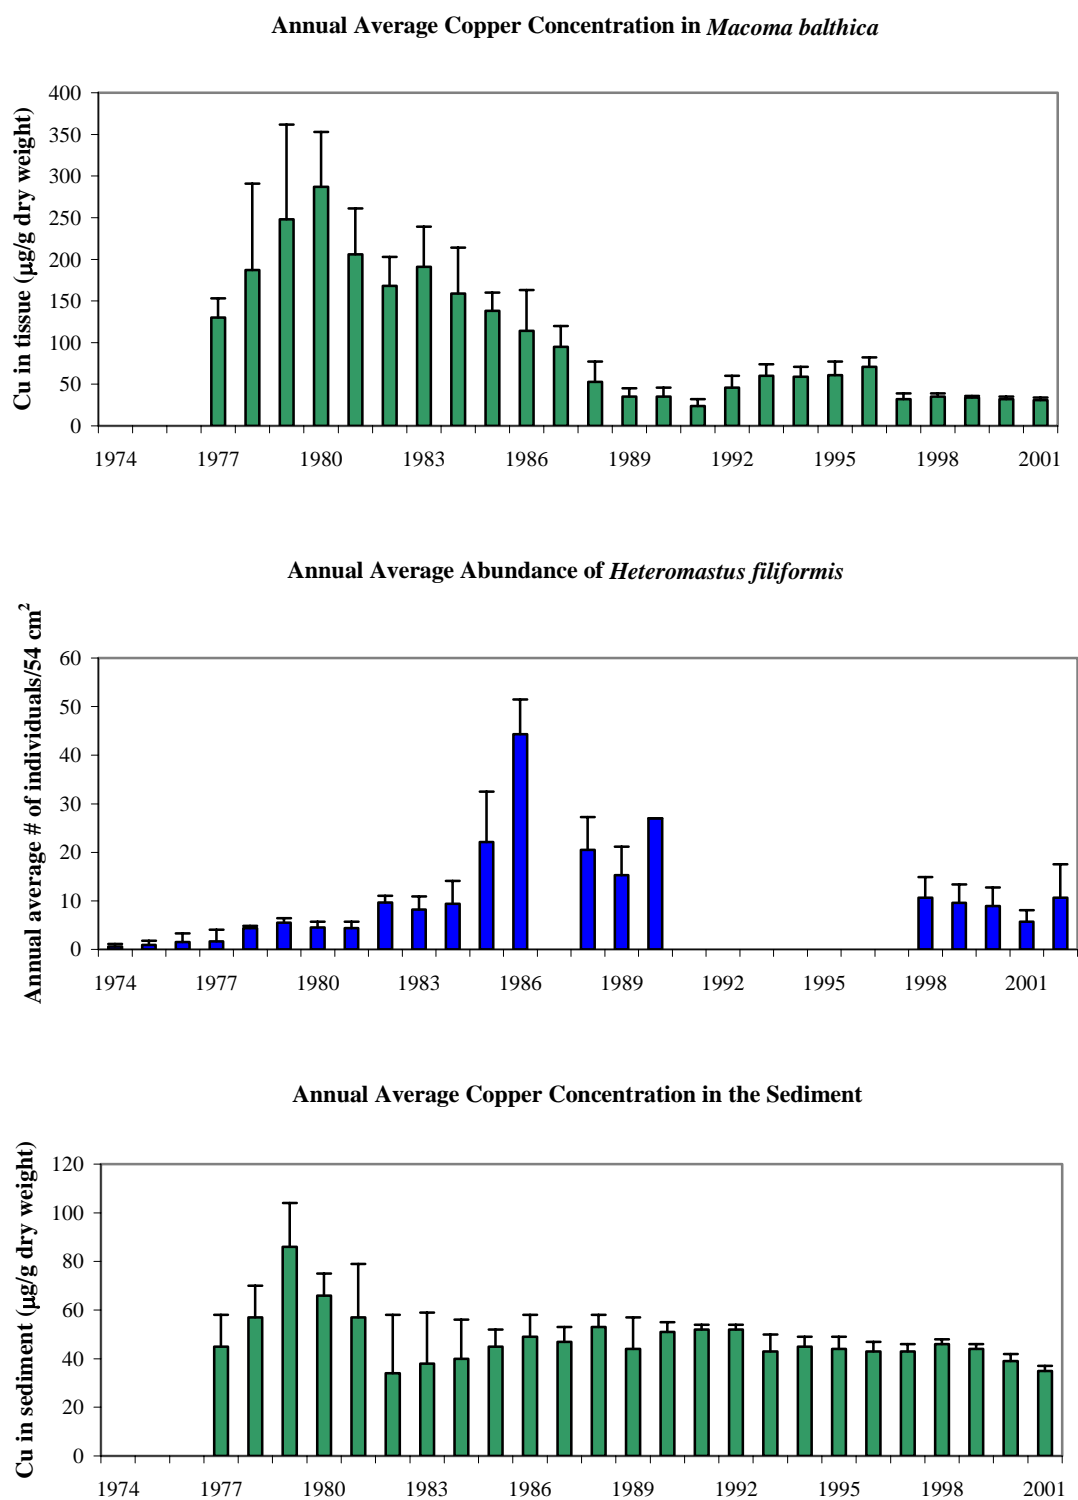 Annual Average Copper Concentration in Macoma balthica
Cu in tissue (µg/g dry weight)
400
350
300
250
200
150
100
50
0
1974 1977 1980 1983 1986 1989 1992 1995 1998 2001
Annual Average Abundance of Heteromastus filiformis
Annual average # of individuals/54 cm²
60
50
40
30
20
10
0
1974 1977 1980 1983 1986 1989 1992 1995 1998 2001
Annual Average Copper Concentration in the Sediment
Cu in sediment (µg/g dry weight)
120
100
80
60
40
20
0
1974 1977 1980 1983 1986 1989 1992 1995 1998 2001